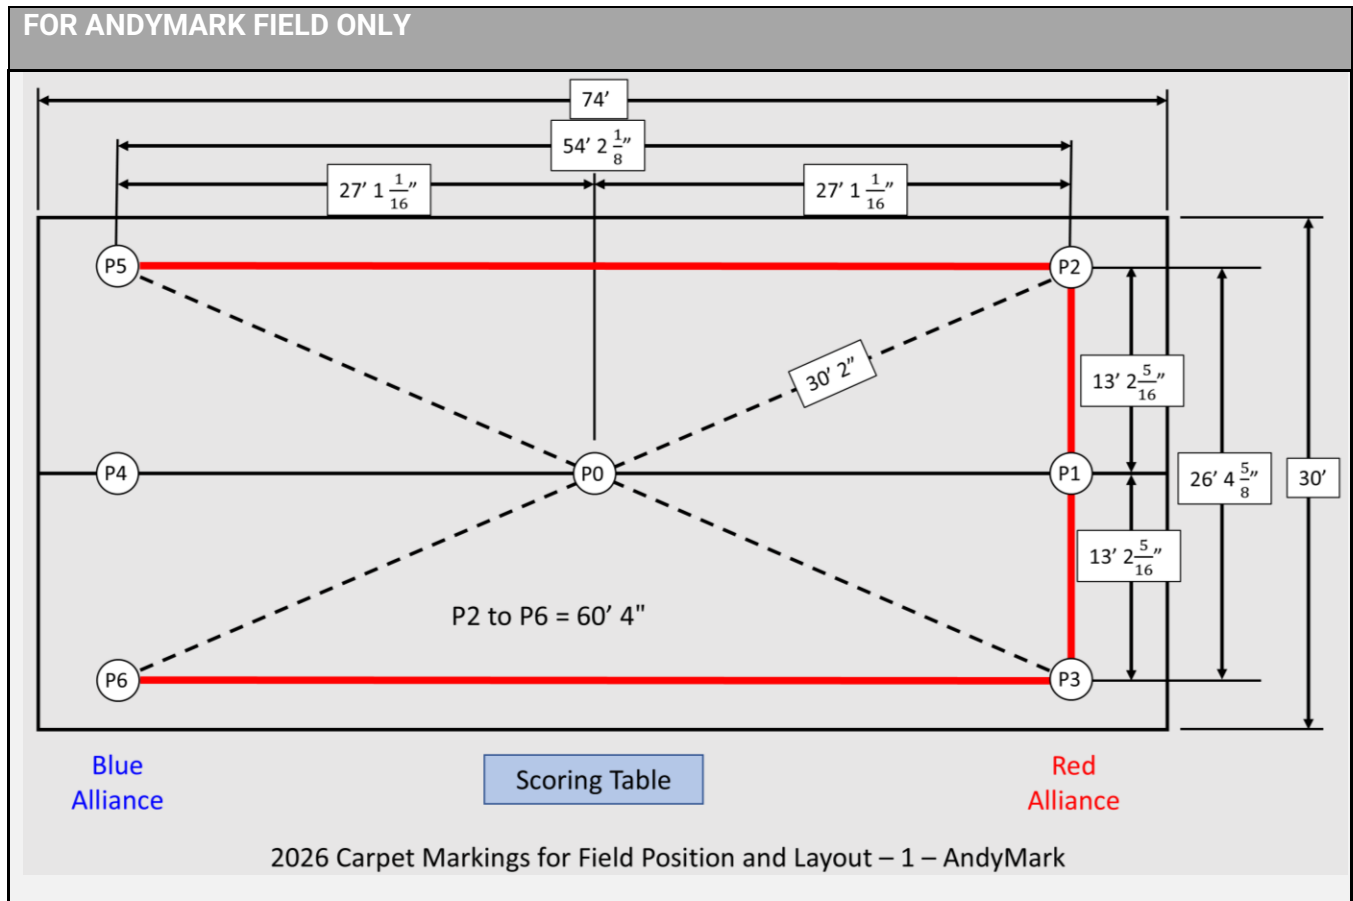 FOR ANDYMARK FIELD ONLY
74’
54’ 2 1/8”
27’ 1 1/16”
27’ 1 1/16”
P5
P2
30’ 2”
13’ 2 5/16”
P4
P0
P1
26’ 4 5/8”
30’
13’ 2 5/16”
P2 to P6 = 60’ 4"
P6
P3
Blue
Alliance
Scoring Table
Red
Alliance
2026 Carpet Markings for Field Position and Layout – 1 – AndyMark